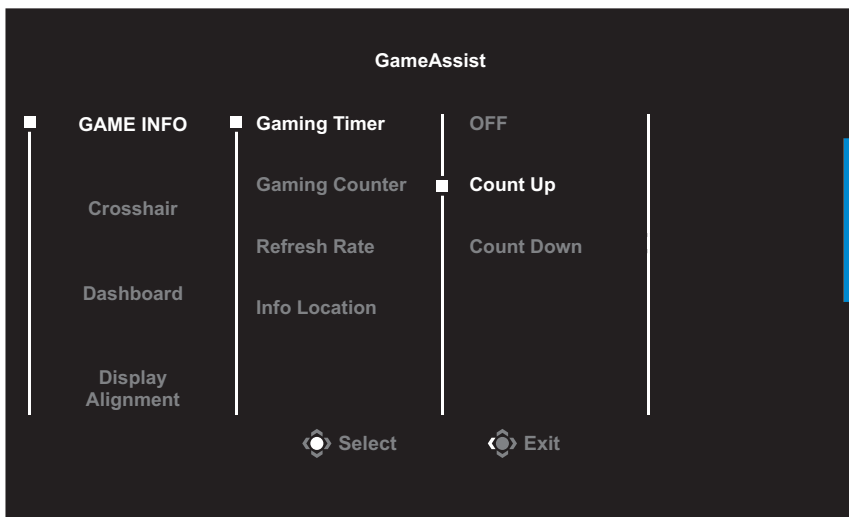 GameAssist
GAME INFO
Gaming Timer
OFF
Gaming Counter
Count Up
Crosshair
Refresh Rate
Count Down
Dashboard
Info Location
Display
Alignment
Select
Exit